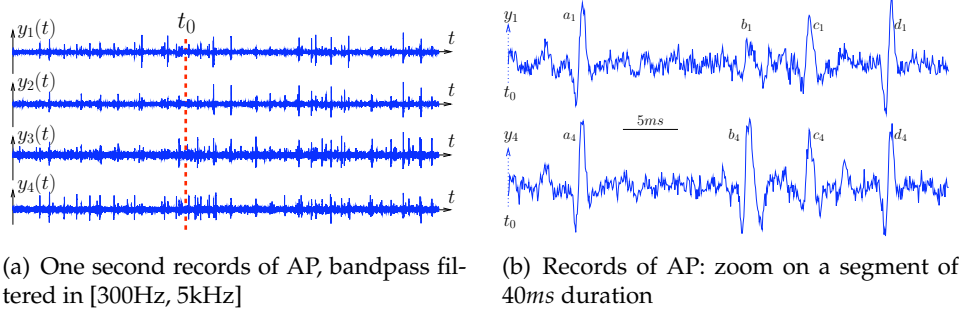 t₀
y₁(t)
t
y₂(t)
t
y₃(t)
t
y₄(t)
t
(a) One second records of AP, bandpass fil-
tered in [300Hz, 5kHz]
y₁
a₁
b₁
c₁
d₁
t₀
5ms
y₄
a₄
b₄
c₄
d₄
t₀
(b) Records of AP: zoom on a segment of
40ms duration